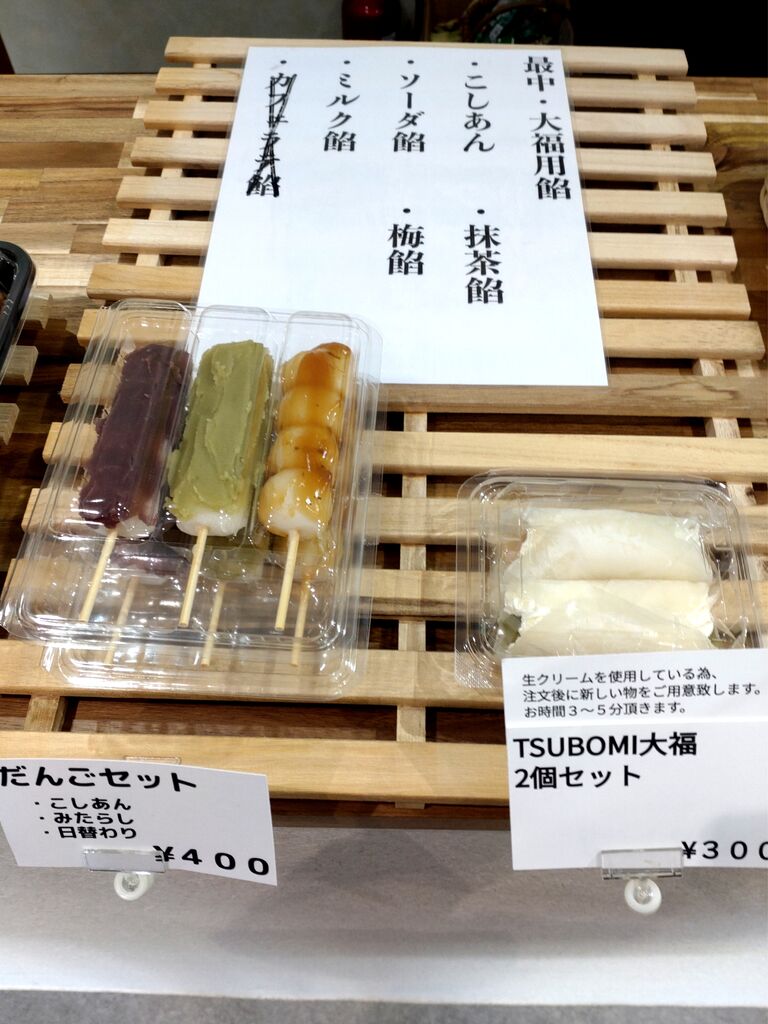 最中・大福用餡
・こしあん ・抹茶餡
・ソーダ餡 ・梅餡
・ミルク餡
生クリームを使用している為、
注文後に新しい物をご用意致します。
お時間3～5分頂きます。
TSUBOMI大福
2個セット
¥300
だんごセット
・こしあん
・みたらし
・日替わり
¥400